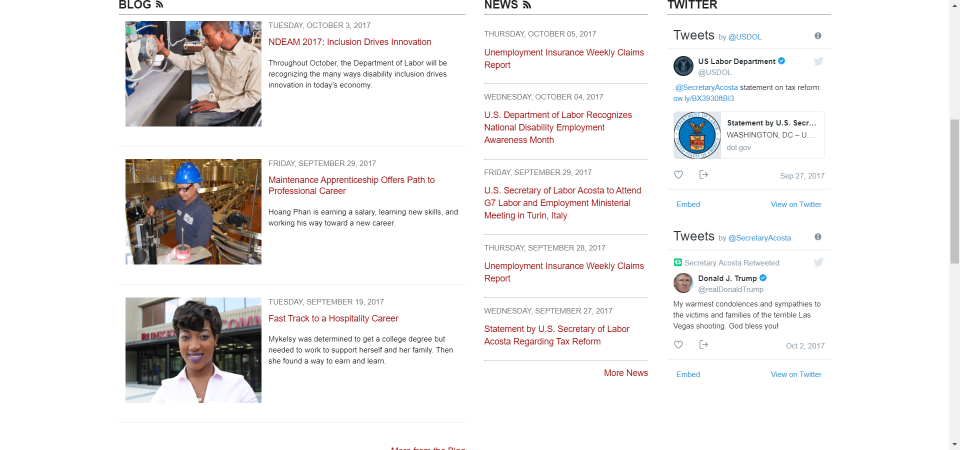 BLOG
TUESDAY, OCTOBER 3, 2017
NDEAM 2017: Inclusion Drives Innovation
Throughout October, the Department of Labor will be
recognizing the many ways disability inclusion drives
innovation in today's economy.
FRIDAY, SEPTEMBER 29, 2017
Maintenance Apprenticeship Offers Path to
Professional Career
Hoang Phan is earning a salary, learning new skills, and
working his way toward a new career.
TUESDAY, SEPTEMBER 19, 2017
Fast Track to a Hospitality Career
Mykelsy was determined to get a college degree but
needed to work to support herself and her family. Then
she found a way to earn and learn.
More from the Blog
NEWS
THURSDAY, OCTOBER 05, 2017
Unemployment Insurance Weekly Claims
Report
WEDNESDAY, OCTOBER 04, 2017
U.S. Department of Labor Recognizes
National Disability Employment
Awareness Month
FRIDAY, SEPTEMBER 29, 2017
U.S. Secretary of Labor Acosta to Attend
G7 Labor and Employment Ministerial
Meeting in Turin, Italy
THURSDAY, SEPTEMBER 28, 2017
Unemployment Insurance Weekly Claims
Report
WEDNESDAY, SEPTEMBER 27, 2017
Statement by U.S. Secretary of Labor
Acosta Regarding Tax Reform
More News
TWITTER
Tweets by @USDOL
US Labor Department
@USDOL
.@SecretaryAcosta statement on tax reform:
ow.ly/BX3930ftBI3
Statement by U.S. Secr...
WASHINGTON, DC – U....
dol.gov
Sep 27, 2017
Embed View on Twitter
Tweets by @SecretaryAcosta
Secretary Acosta Retweeted
Donald J. Trump
@realDonaldTrump
My warmest condolences and sympathies to
the victims and families of the terrible Las
Vegas shooting. God bless you!
Oct 2, 2017
Embed View on Twitter